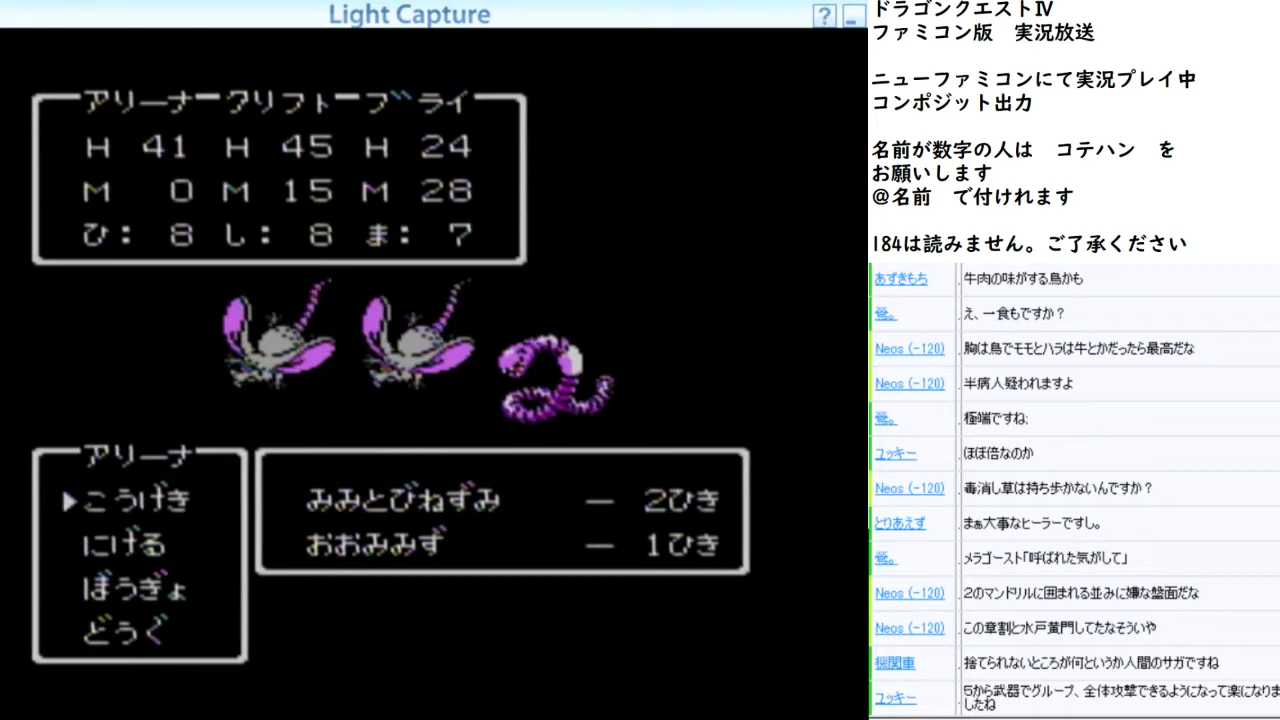 Light Capture
アリーナ クリフト ブライ
H 41 H 45 H 24
M 0 M 15 M 28
ひ: 8 し: 8 ま: 7
アリーナ
▶こうげき
にげる
ぼうぎょ
どうぐ
みみとびねずみ ー 2ひき
おおみみず ー 1ひき
ドラゴンクエストⅣ
ファミコン版 実況放送
ニューファミコンにて実況プレイ中
コンポジット出力
名前が数字の人は コテハン を
お願いします
@名前 で付けれます
184は読みません。ご了承ください
あずきもち 牛肉の味がする鳥かも
え、一食もですか?
Neos (-120) 胸は鳥でモモとハラは牛とかだったら最高だな
Neos (-120) 半病人疑われますよ
極端ですね;
ユッキー ほぼ倍なのか
Neos (-120) 毒消し草は持ち歩かないんですか?
とりあえず まぁ大事なヒーラーですし。
メラゴースト「呼ばれた気がして」
Neos (-120) 2のマンドリルに囲まれる並みに嫌な盤面だな
Neos (-120) この章割と水戸黄門してたなそういや
機関車 捨てられないところが何というか人間のサガですね
ユッキー 5から武器でグループ、全体攻撃できるようになって楽になりま
したね